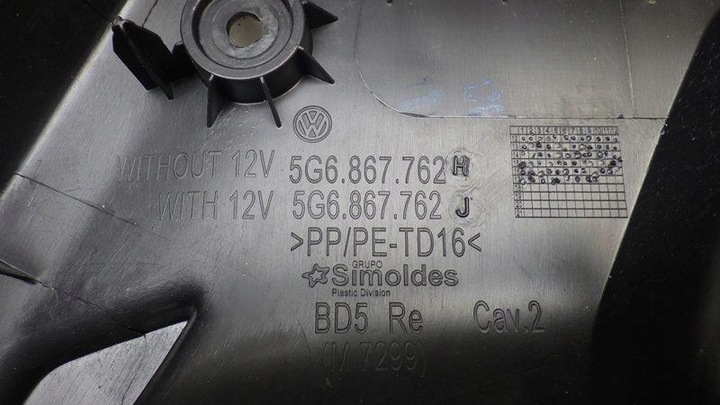 WITHOUT 12V 5G6.867.762 H
WITH 12V 5G6.867.762 J
>PP/PE-TD16<
GRUPO
Simoldes
Plastic Division
BD5 Re Cav.2
(M 7299)